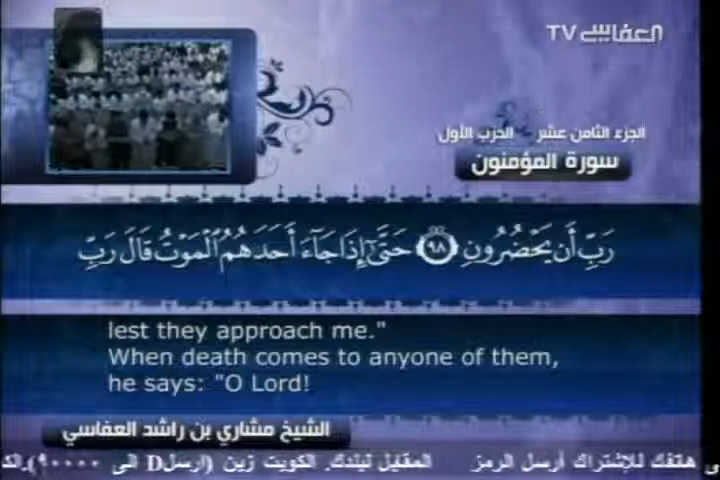 العفاسي TV
الجزء الثامن عشر الحزب الأول
سورة المؤمنون
رَبِّ أَن يَحْضُرُونِ ٩٨ حَتَّىٰٓ إِذَا جَآءَ أَحَدَهُمُ ٱلْمَوْتُ قَالَ رَبِّ
lest they approach me."
When death comes to anyone of them,
he says: "O Lord!
الشيخ مشاري بن راشد العفاسي
هاتفك للإشتراك أرسل الرمز المقابل لبلدك. الكويت زين (ارسل D الى ٩٠٠٠٠)